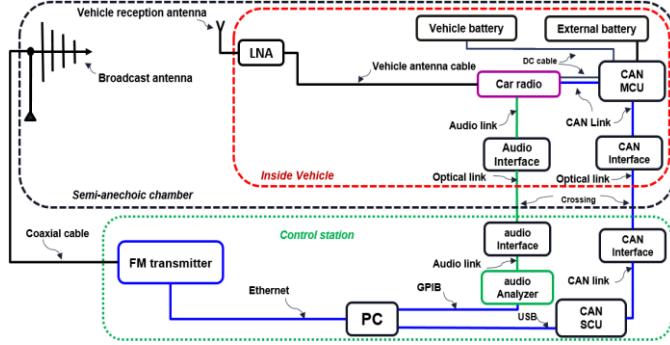 Vehicle reception antenna
Vehicle battery
External battery
LNA
DC cable
Broadcast antenna
Vehicle antenna cable
Car radio
CAN
MCU
Audio link
CAN Link
Audio
Interface
CAN
Interface
Inside Vehicle
Optical link
Optical link
Semi-anechoic chamber
Crossing
Control station
Coaxial cable
audio
Interface
CAN
Interface
FM transmitter
Audio link
CAN link
Ethernet
GPIB
audio
Analyzer
PC
USB
CAN
SCU